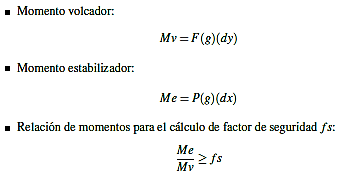 ▪ Momento volcador:
Mv = F(g)(dy)
▪ Momento estabilizador:
Me = P(g)(dx)
▪ Relación de momentos para el cálculo de factor de seguridad fs:
Me/Mv ≥ fs